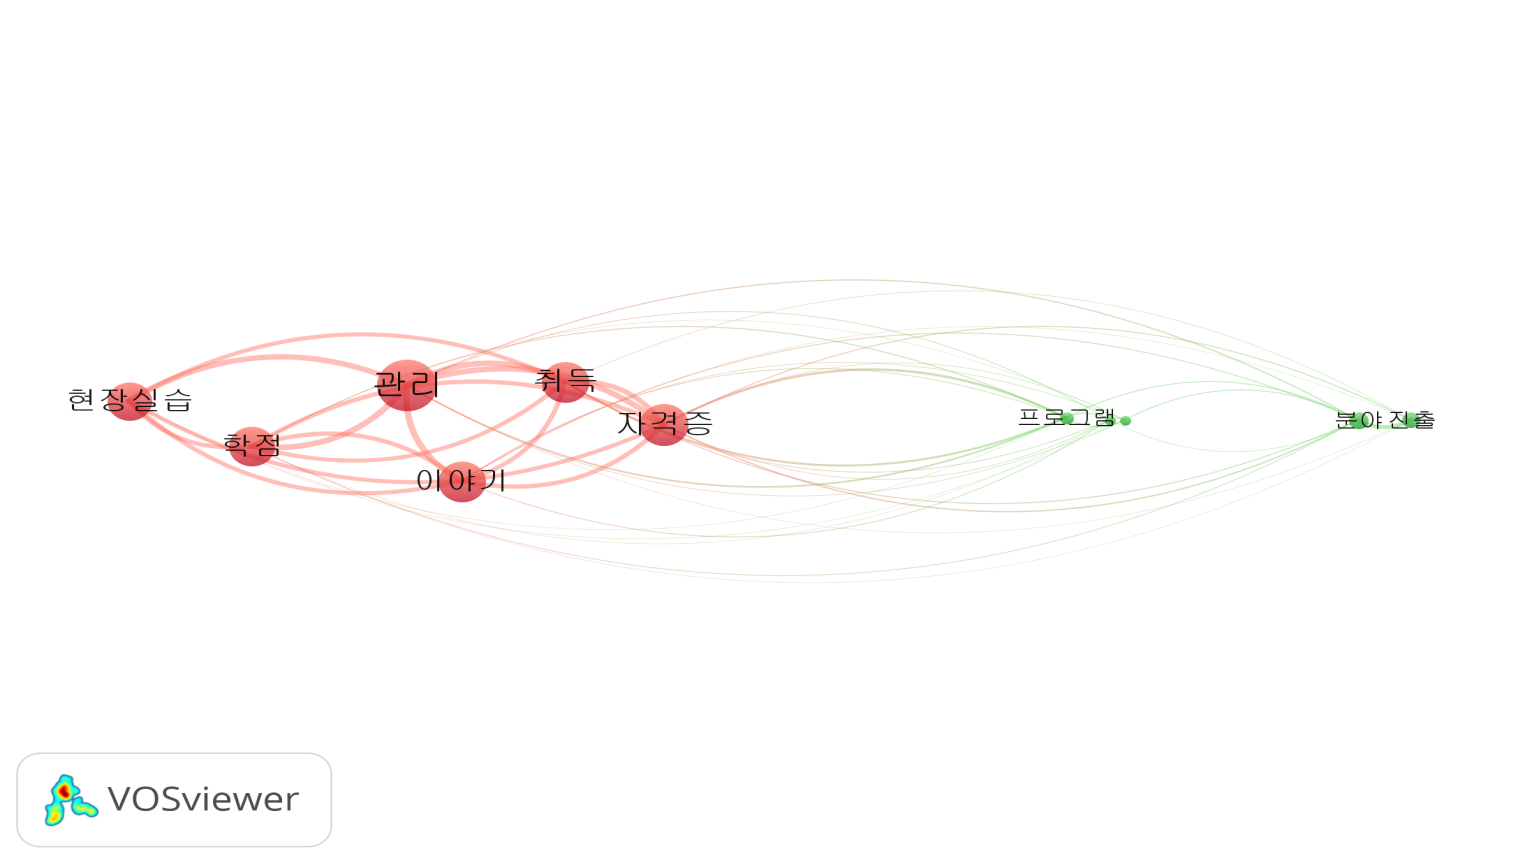 현장실습
관리
취득
학점
이야기
자격증
프로그램
분야 진출
VOSviewer